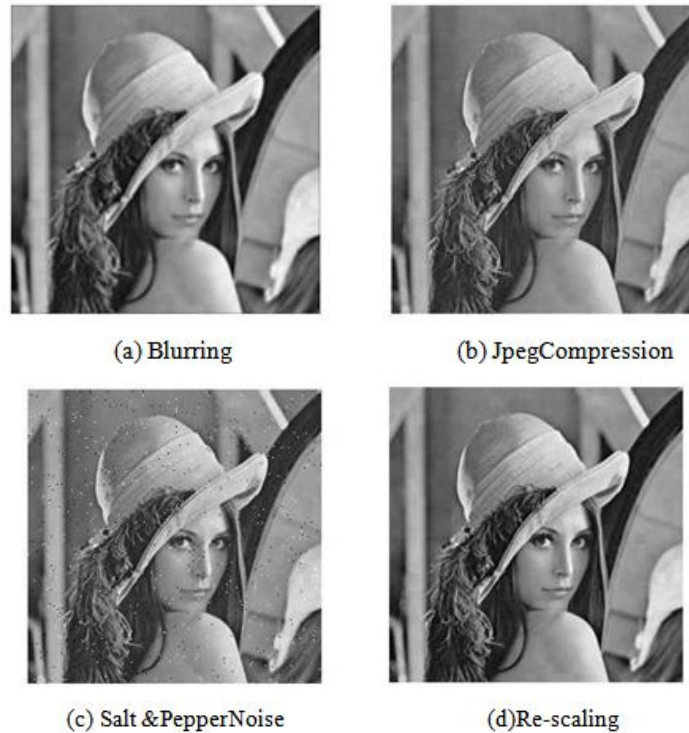 (a) Blurring
(b) JpegCompression
(c) Salt &PepperNoise
(d)Re-scaling